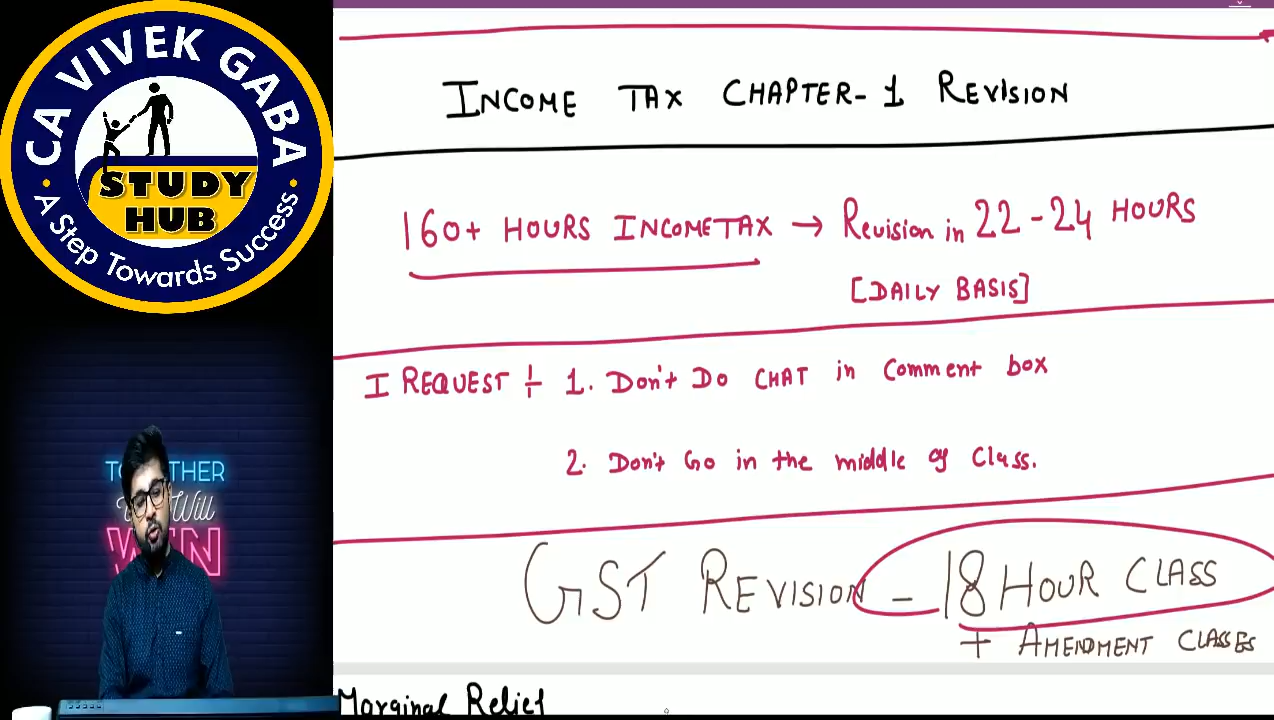 CA VIVEK GABA
STUDY
HUB
A Step Towards Success
INCOME TAX CHAPTER-1 REVISION
160+ HOURS INCOMETAX → Revision in 22-24 HOURS
[DAILY BASIS]
I REQUEST ÷ 1. Don't Do CHAT in Comment box
2. Don't Go in the middle of Class.
TOGETHER
We Will
WIN
GST REVISION - 18 HOUR CLASS
+ AMENDMENT CLASSES
Marginal Relief